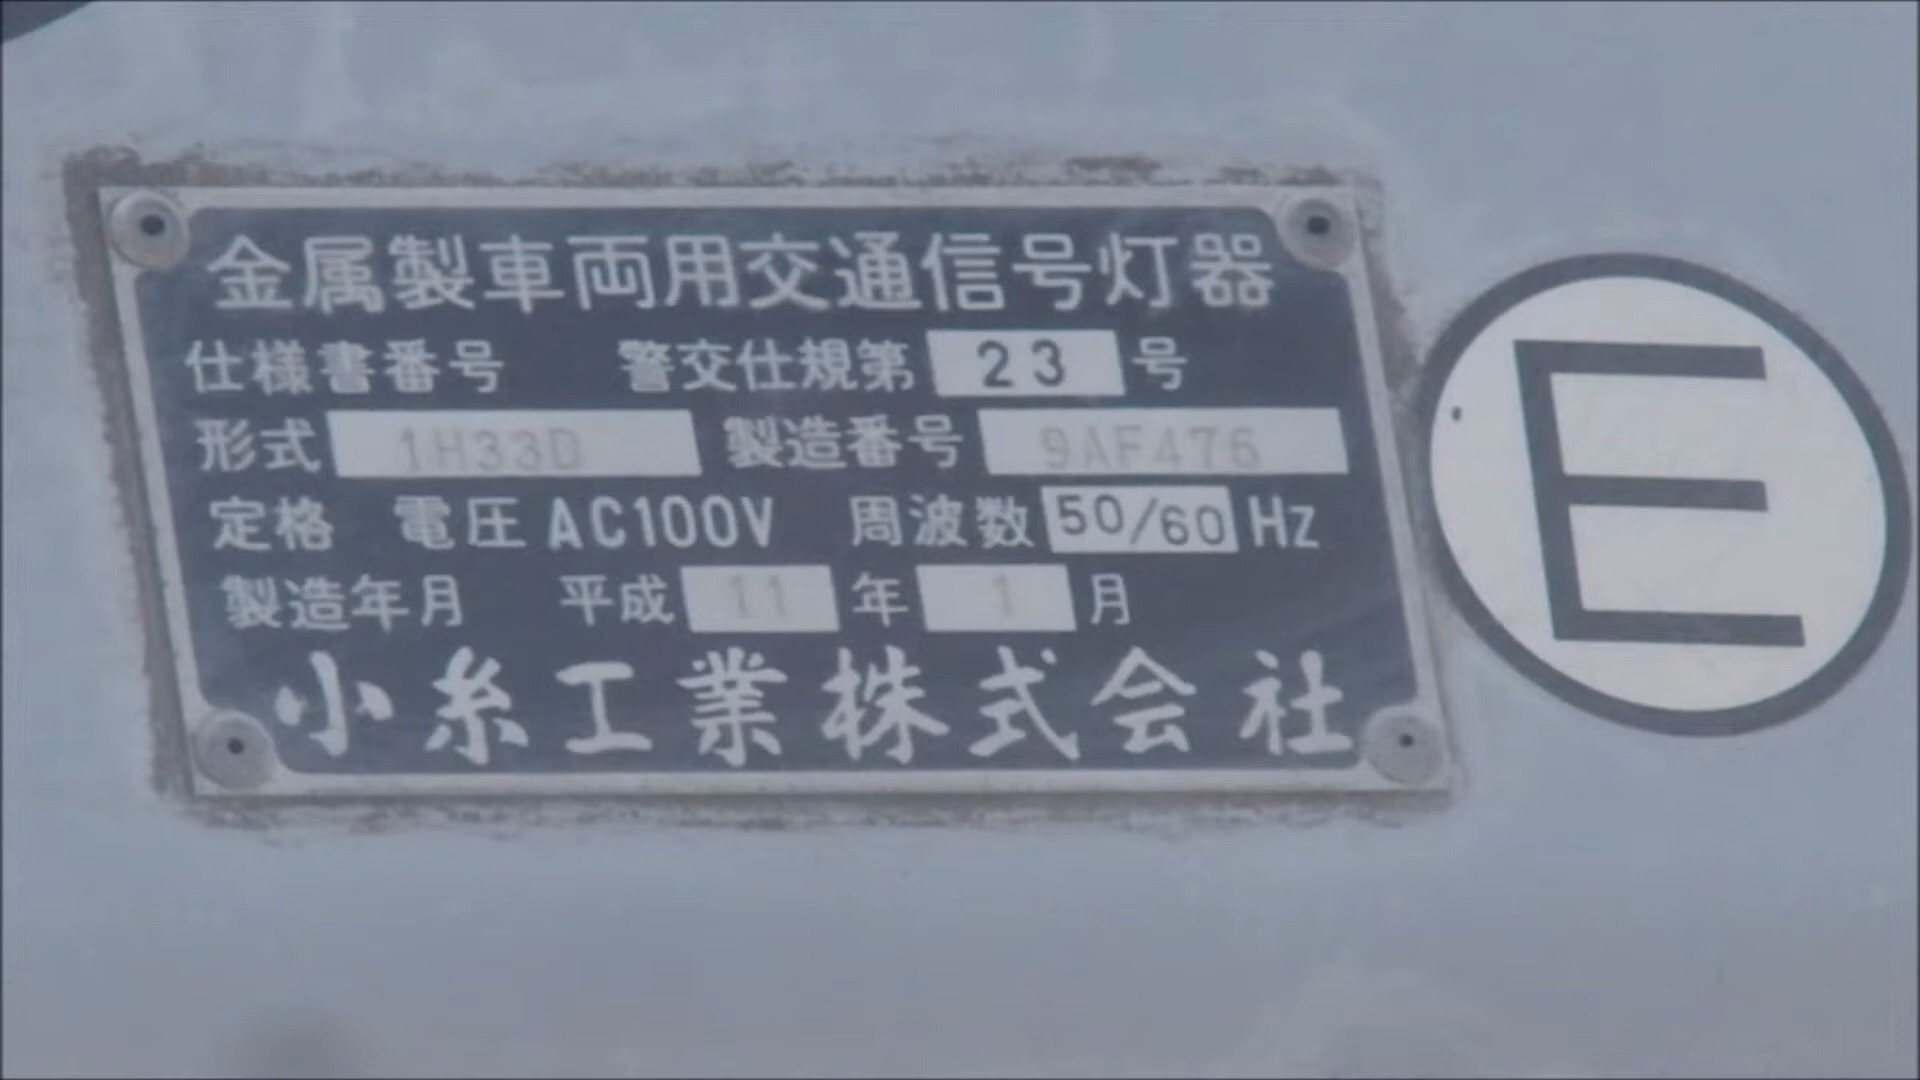 金属製車両用交通信号灯器
仕様書番号 警交仕規第 23 号
形式 1H33D 製造番号 9AF476
定格 電圧 AC100V 周波数 50/60 Hz
製造年月 平成 11 年 1 月
小糸工業株式会社
E